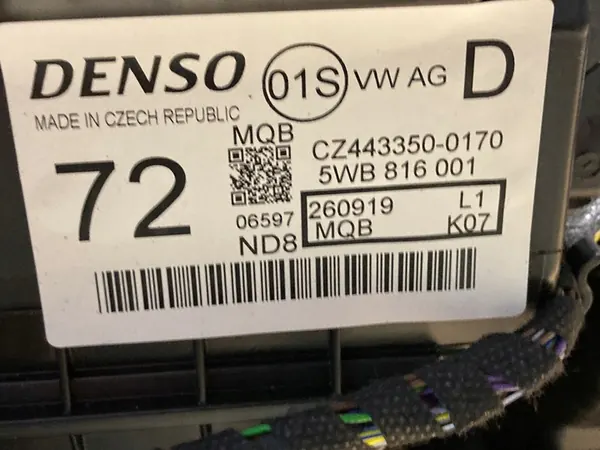 DENSO 01S VW AG D
MADE IN CZECH REPUBLIC
MQB
CZ443350-0170
72
5WB 816 001
06597
260919 L1
ND8
MQB K07